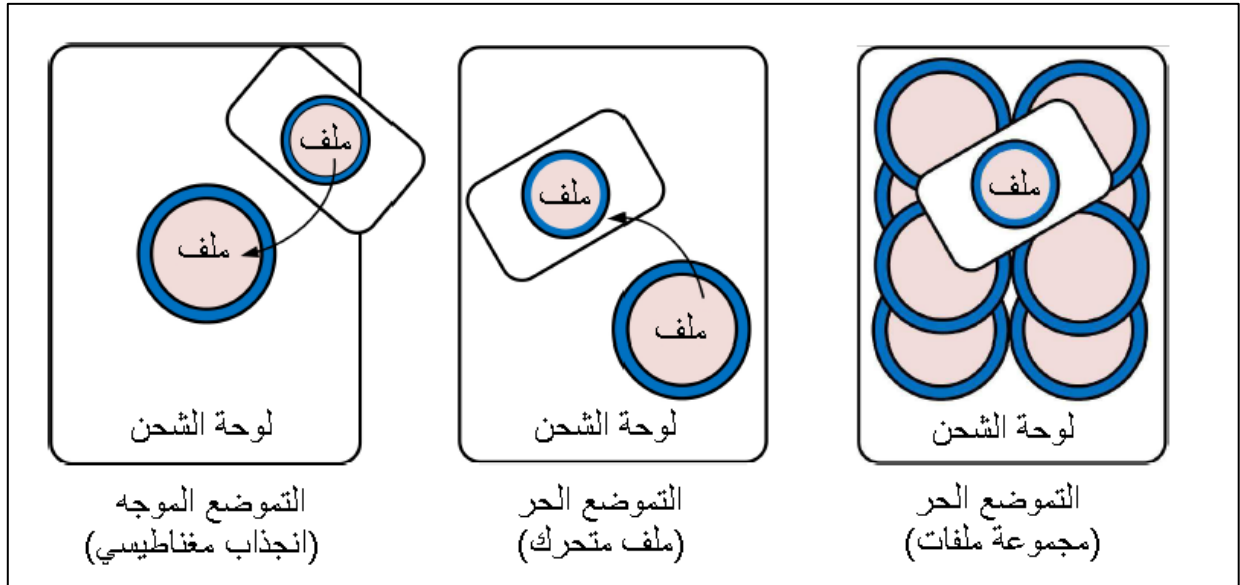 ملف
ملف
لوحة الشحن
التموضع الموجه
(انجذاب مغناطيسي)
ملف
ملف
لوحة الشحن
التموضع الحر
(ملف متحرك)
ملف
لوحة الشحن
التموضع الحر
(مجموعة ملفات)